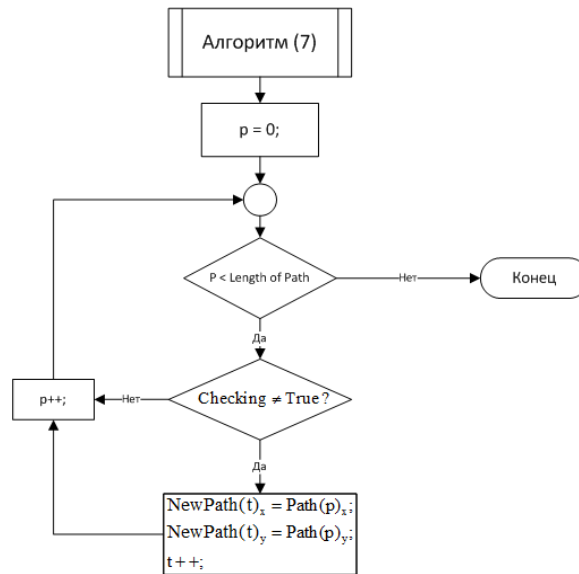 Алгоритм (7)
p = 0;
P < Length of Path
Нет
Конец
Да
Checking ≠ True ?
Нет
p++;
Да
NewPath(t)ₓ = Path(p)ₓ;
NewPath(t)ᵧ = Path(p)ᵧ;
t++;